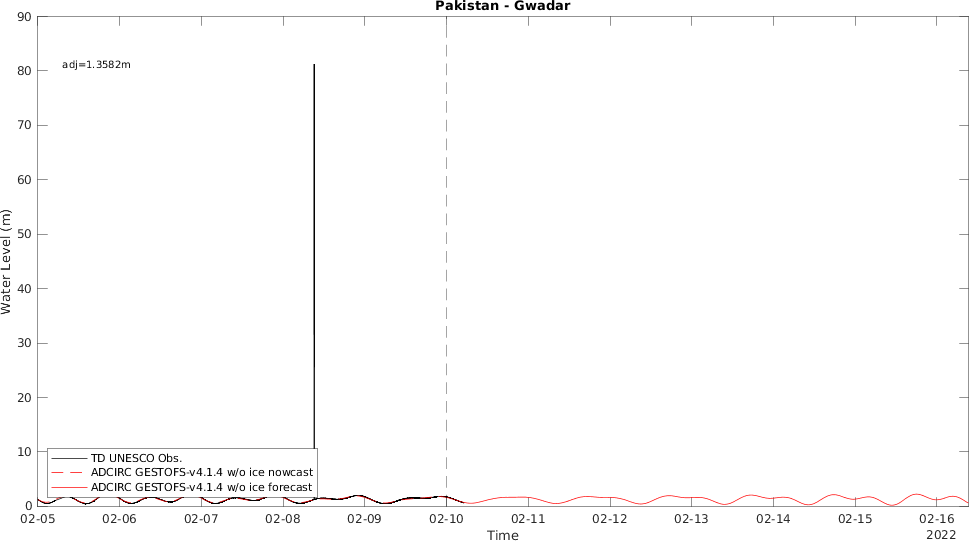 Pakistan - Gwadar
90
80
70
60
50
40
30
20
10
0
Water Level (m)
adj=1.3582m
TD UNESCO Obs.
ADCIRC GESTOFS-v4.1.4 w/o ice nowcast
ADCIRC GESTOFS-v4.1.4 w/o ice forecast
02-05 02-06 02-07 02-08 02-09 02-10 02-11 02-12 02-13 02-14 02-15 02-16
2022
Time